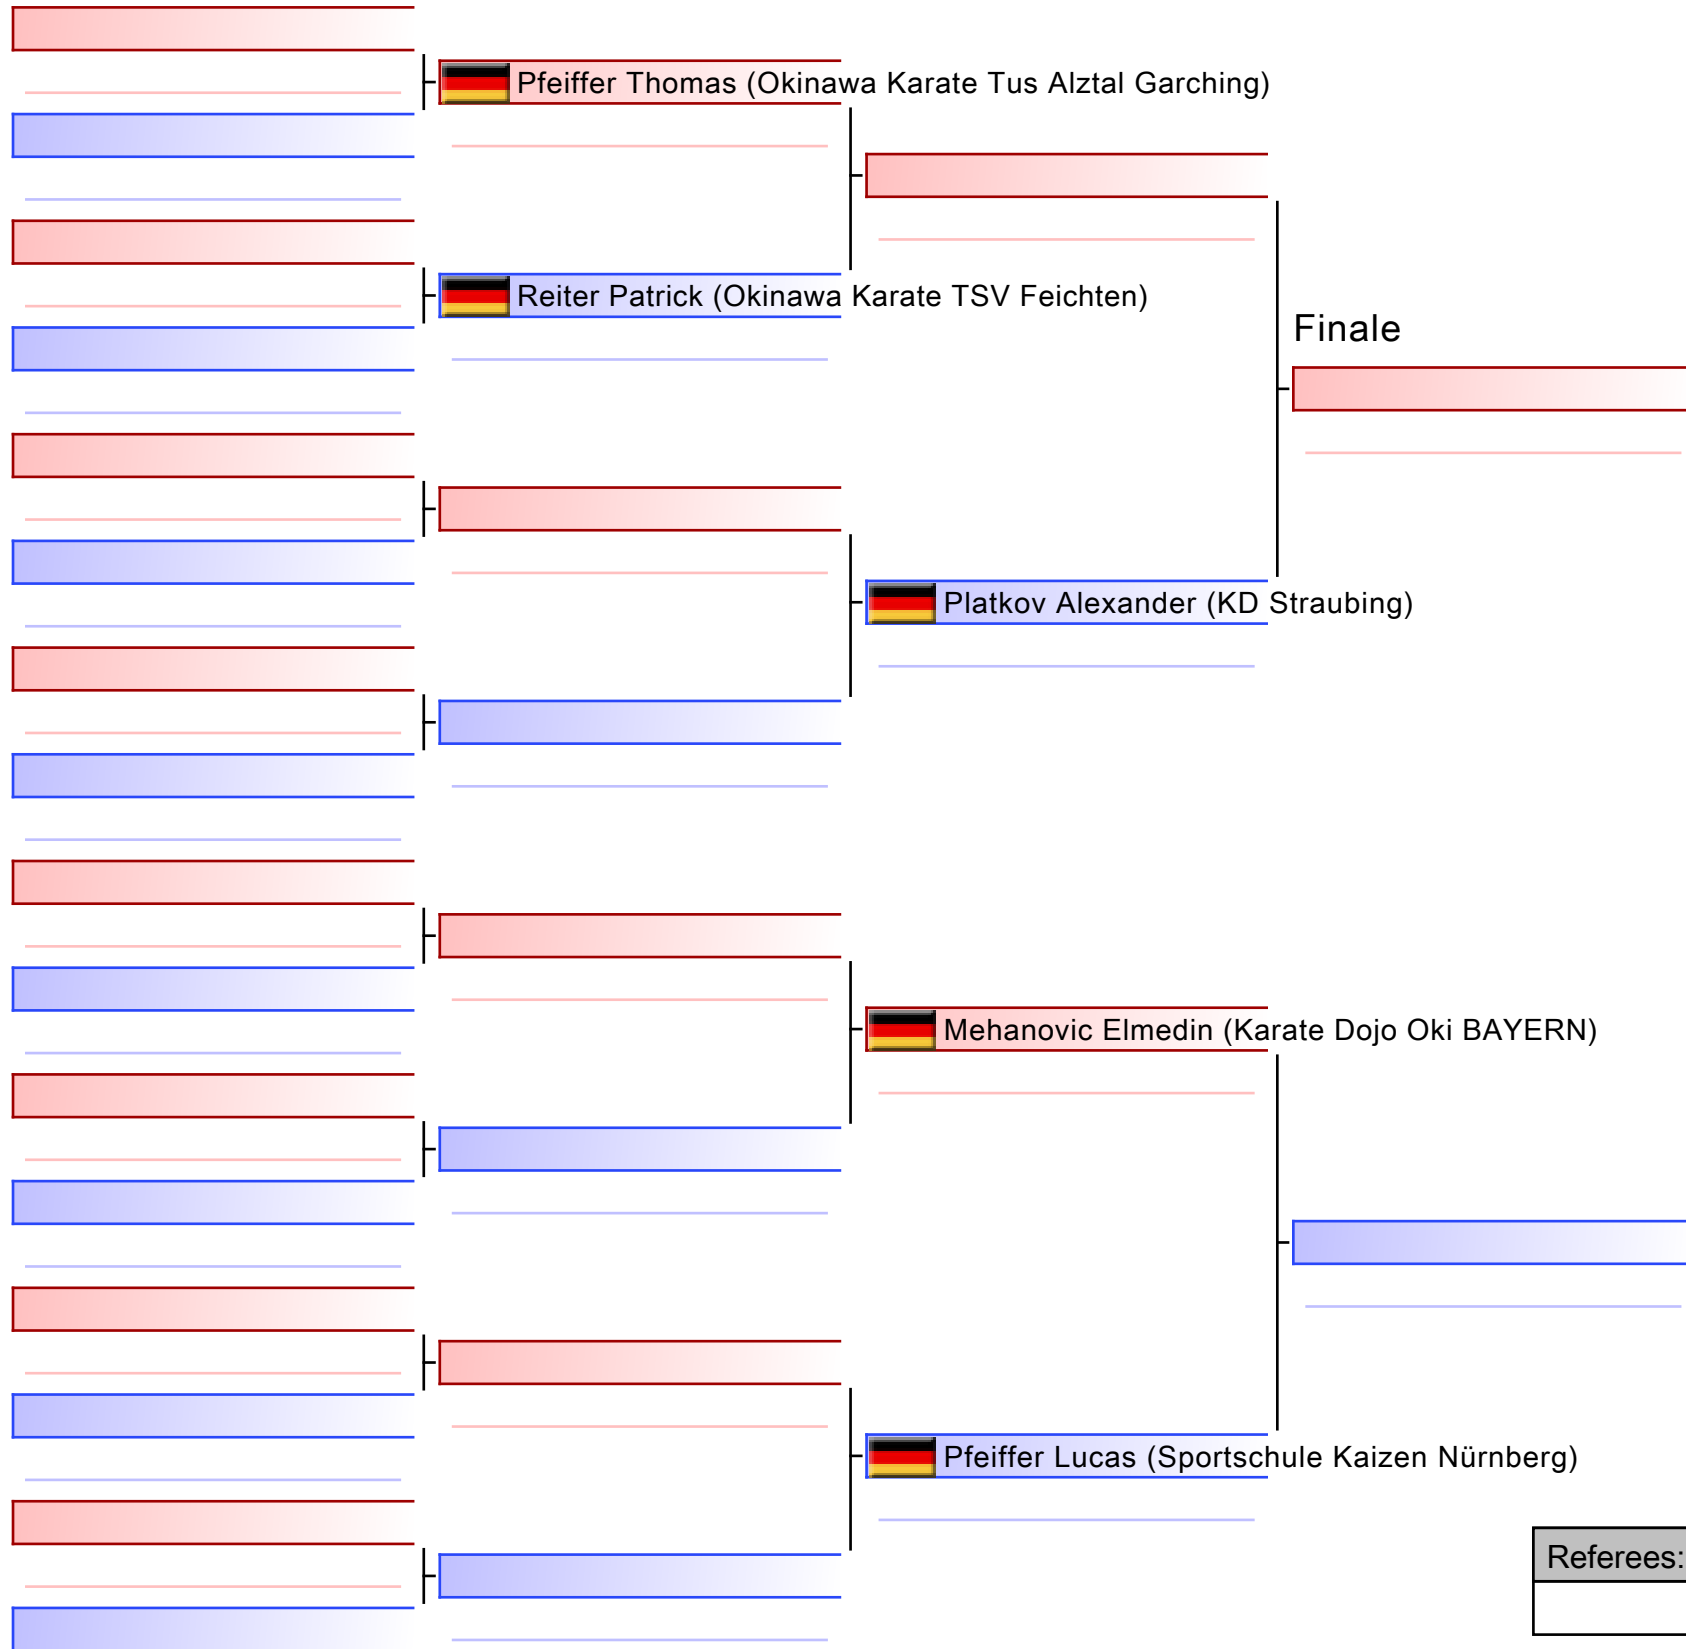 Pfeiffer Thomas (Okinawa Karate Tus Alztal Garching)
Reiter Patrick (Okinawa Karate TSV Feichten)
Finale
Platkov Alexander (KD Straubing)
Mehanovic Elmedin (Karate Dojo Oki BAYERN)
Pfeiffer Lucas (Sportschule Kaizen Nürnberg)
Referees: